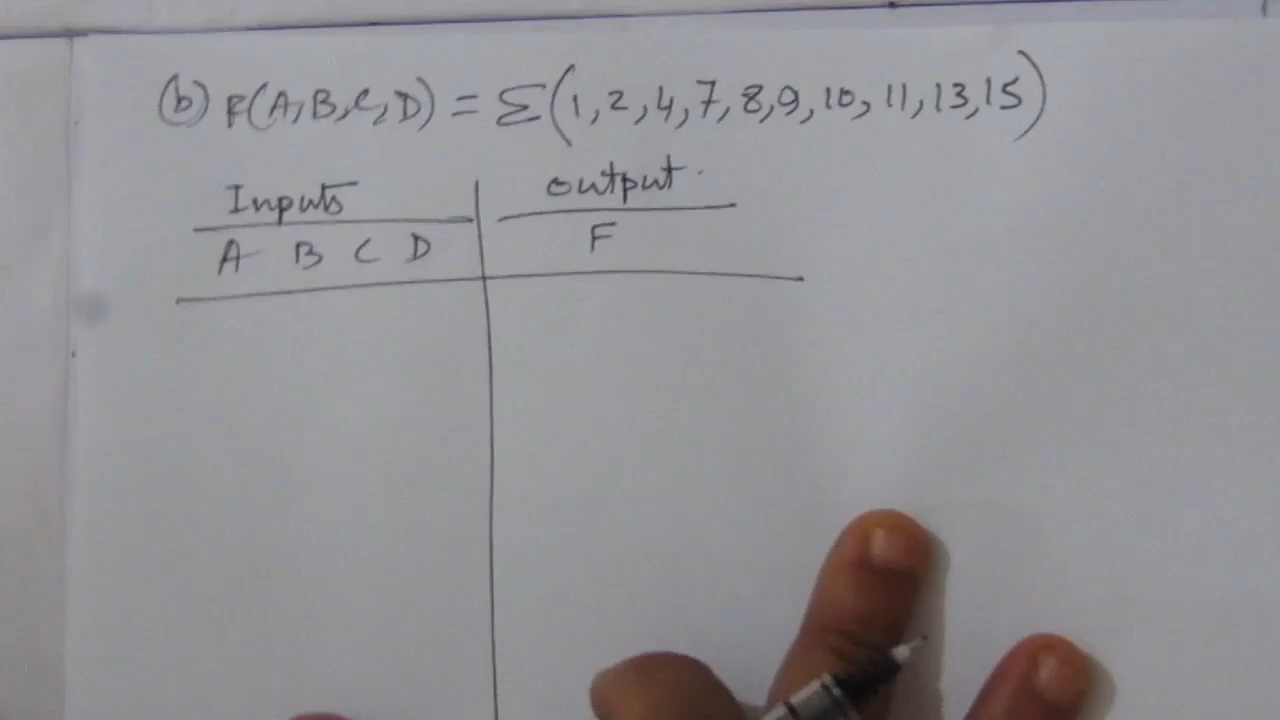 (b) F(A,B,C,D) = Σ(1,2,4,7,8,9,10,11,13,15)
Inputs output.
A B C D F